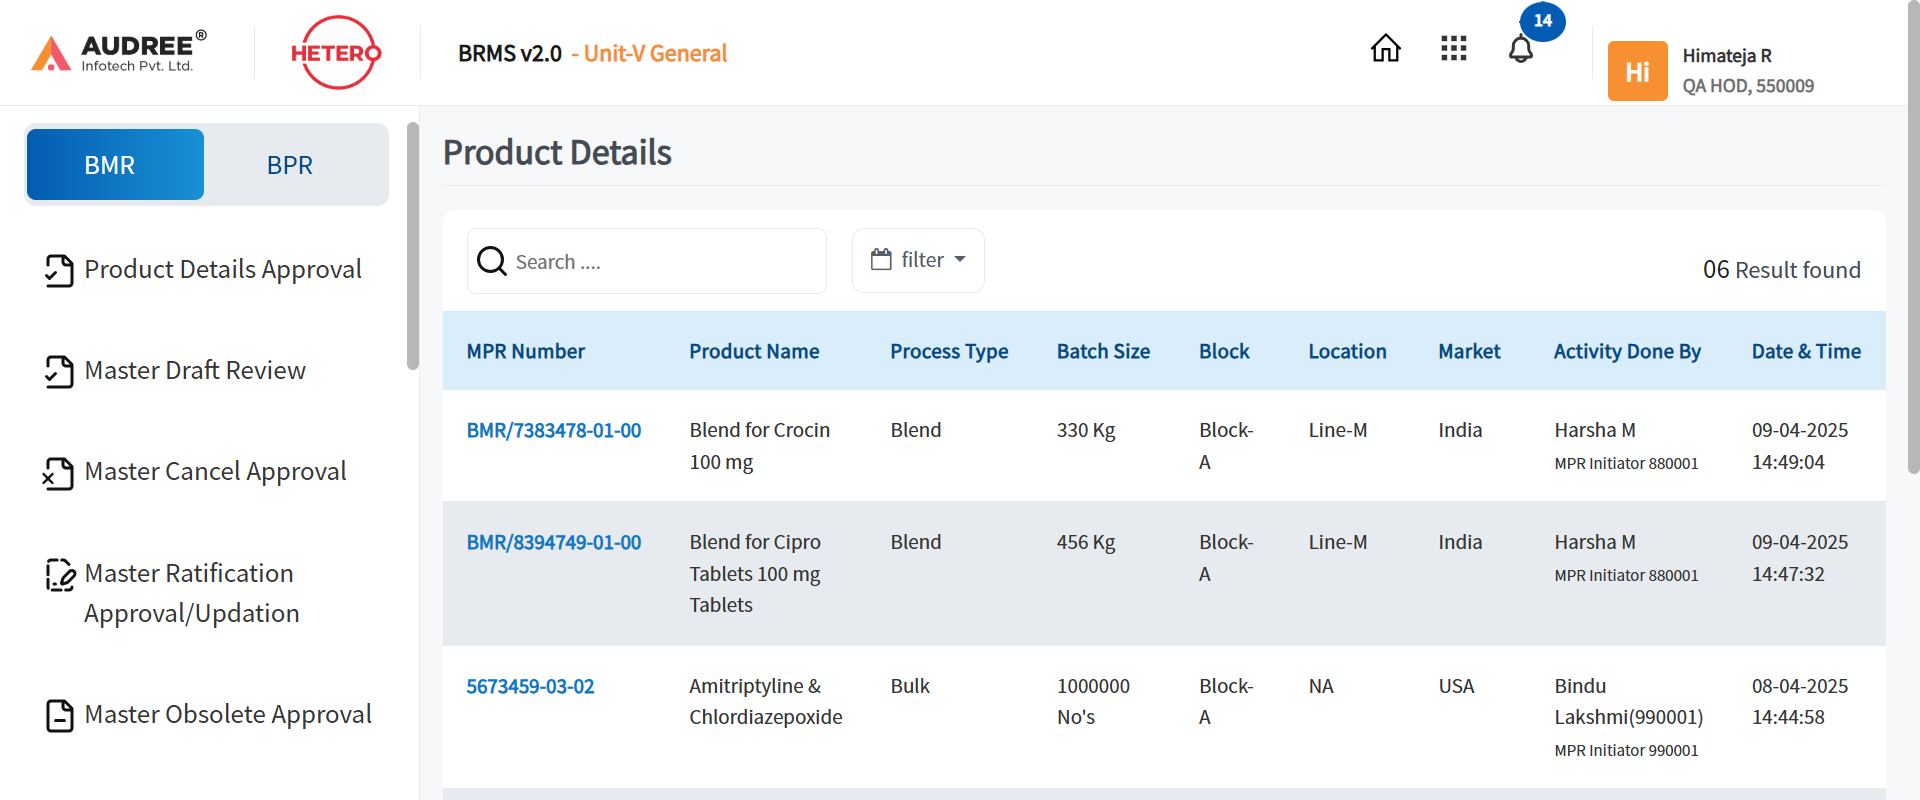 AUDREE®
Infotech Pvt. Ltd.
HETERO
BRMS v2.0 - Unit-V General
14
Hi
Himateja R
QA HOD, 550009
BMR
BPR
Product Details Approval
Master Draft Review
Master Cancel Approval
Master Ratification
Approval/Updation
Master Obsolete Approval
Product Details
Search ....
filter
06 Result found
MPR Number Product Name Process Type Batch Size Block Location Market Activity Done By Date & Time
BMR/7383478-01-00 Blend for Crocin Blend 330 Kg Block- Line-M India Harsha M 09-04-2025
100 mg A MPR Initiator 880001 14:49:04
BMR/8394749-01-00 Blend for Cipro Blend 456 Kg Block- Line-M India Harsha M 09-04-2025
Tablets 100 mg A MPR Initiator 880001 14:47:32
Tablets
5673459-03-02 Amitriptyline & Bulk 1000000 Block- NA USA Bindu 08-04-2025
Chlordiazepoxide No's A Lakshmi(990001) 14:44:58
MPR Initiator 990001